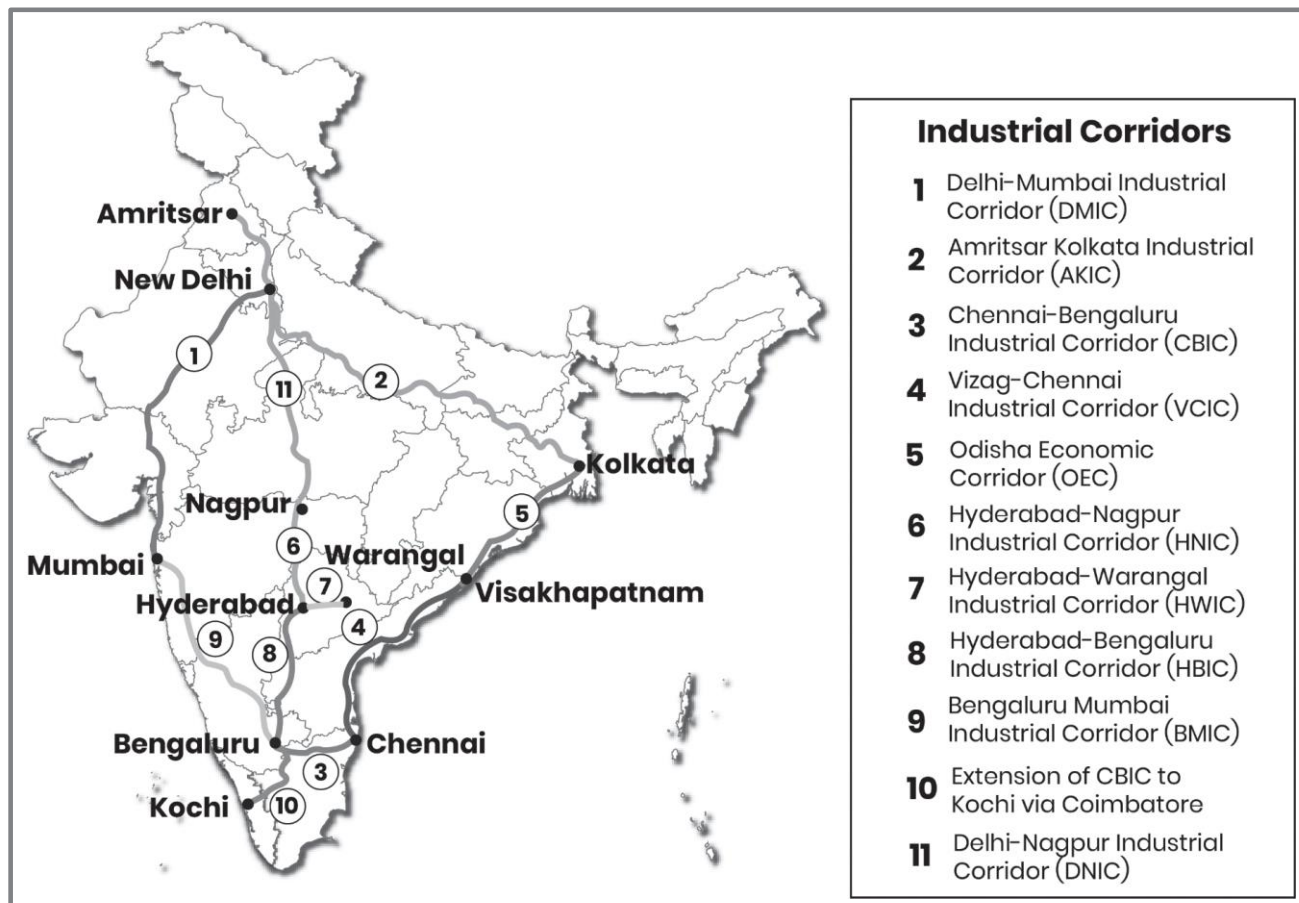 Amritsar
New Delhi
1
11
2
Kolkata
Nagpur
5
6
Warangal
Mumbai
7
Visakhapatnam
Hyderabad
4
9
8
Bengaluru
Chennai
3
Kochi
10
Industrial Corridors
1 Delhi-Mumbai Industrial
Corridor (DMIC)
2 Amritsar Kolkata Industrial
Corridor (AKIC)
3 Chennai-Bengaluru
Industrial Corridor (CBIC)
4 Vizag-Chennai
Industrial Corridor (VCIC)
5 Odisha Economic
Corridor (OEC)
6 Hyderabad-Nagpur
Industrial Corridor (HNIC)
7 Hyderabad-Warangal
Industrial Corridor (HWIC)
8 Hyderabad-Bengaluru
Industrial Corridor (HBIC)
9 Bengaluru Mumbai
Industrial Corridor (BMIC)
10 Extension of CBIC to
Kochi via Coimbatore
11 Delhi-Nagpur Industrial
Corridor (DNIC)